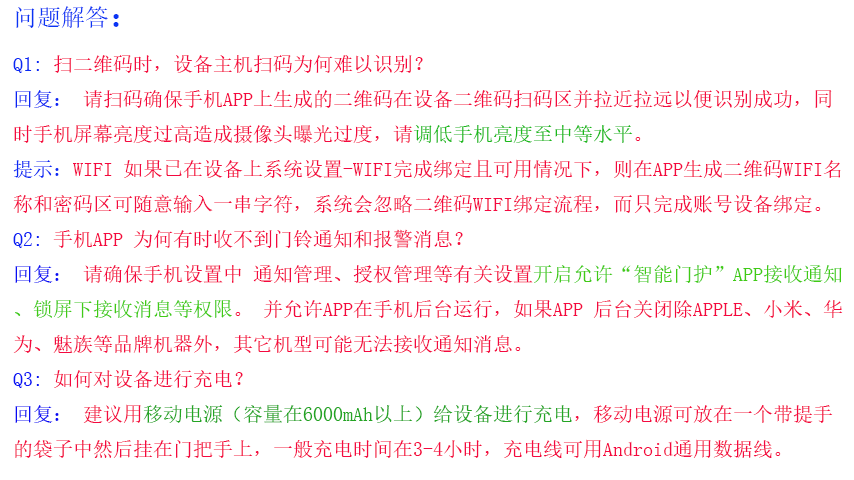 问题解答：
Q1: 扫二维码时，设备主机扫码为何难以识别？
回复： 请扫码确保手机APP上生成的二维码在设备二维码扫码区并拉近拉远以便识别成功，同
时手机屏幕亮度过高造成摄像头曝光过度，请调低手机亮度至中等水平。
提示：WIFI 如果已在设备上系统设置-WIFI完成绑定且可用情况下，则在APP生成二维码WIFI名
称和密码区可随意输入一串字符，系统会忽略二维码WIFI绑定流程，而只完成账号设备绑定。
Q2: 手机APP 为何有时收不到门铃通知和报警消息？
回复： 请确保手机设置中 通知管理、授权管理等有关设置开启允许“智能门护”APP接收通知
、锁屏下接收消息等权限。 并允许APP在手机后台运行，如果APP 后台关闭除APPLE、小米、华
为、魅族等品牌机器外，其它机型可能无法接收通知消息。
Q3: 如何对设备进行充电？
回复： 建议用移动电源（容量在6000mAh以上）给设备进行充电，移动电源可放在一个带提手
的袋子中然后挂在门把手上，一般充电时间在3-4小时，充电线可用Android通用数据线。